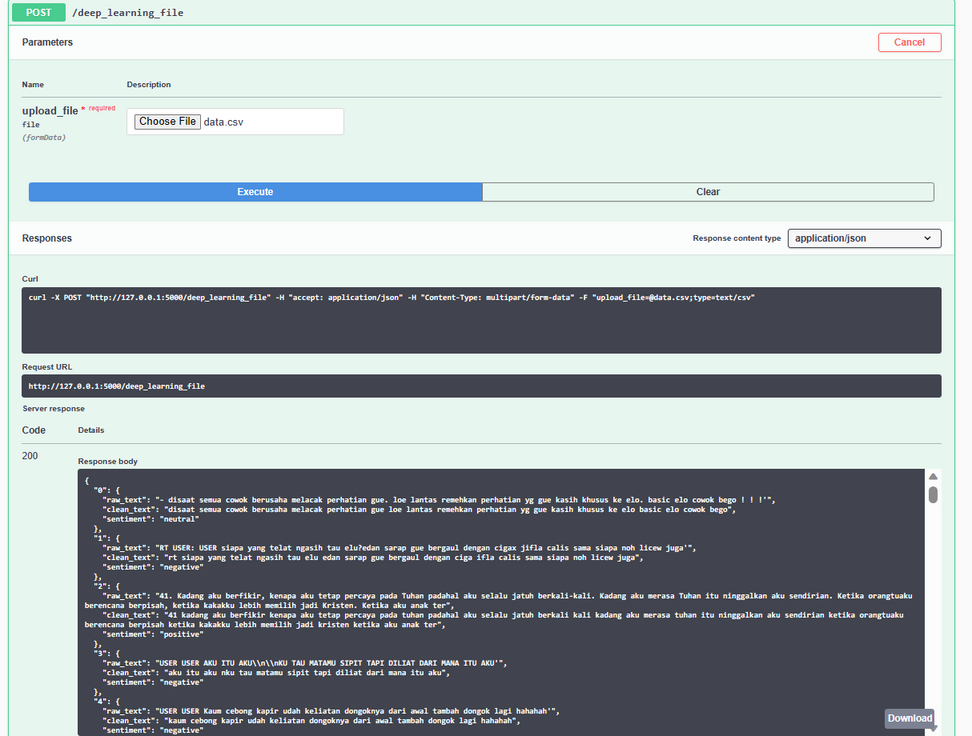 POST /deep_learning_file
Parameters
Cancel
Name Description
upload_file * required
file
(formData)
Choose File data.csv
Execute Clear
Responses
Response content type application/json
Curl
curl -X POST "http://127.0.0.1:5000/deep_learning_file" -H "accept: application/json" -H "Content-Type: multipart/form-data" -F "upload_file=@data.csv;type=text/csv"
Request URL
http://127.0.0.1:5000/deep_learning_file
Server response
Code Details
200
Response body
{
"0": {
"raw_text": "- disaat semua cowok berusaha melacak perhatian gue. loe lantas remehkan perhatian yg gue kasih khusus ke elo. basic elo cowok bego ! ! !'",
"clean_text": "disaat semua cowok berusaha melacak perhatian gue loe lantas remehkan perhatian yg gue kasih khusus ke elo basic elo cowok bego",
"sentiment": "neutral"
},
"1": {
"raw_text": "RT USER: USER siapa yang telat ngasih tau elu?edan sarap gue bergaul dengan cigax jifla calis sama siapa noh licew juga'",
"clean_text": "rt siapa yang telat ngasih tau elu edan sarap gue bergaul dengan ciga ifla calis sama siapa noh licew juga",
"sentiment": "negative"
},
"2": {
"raw_text": "41. Kadang aku berfikir, kenapa aku tetap percaya pada Tuhan padahal aku selalu jatuh berkali-kali. Kadang aku merasa Tuhan itu ninggalkan aku sendirian. Ketika orangtuaku
berencana berpisah, ketika kakakku lebih memilih jadi Kristen. Ketika aku anak ter",
"clean_text": "41 kadang aku berfikir kenapa aku tetap percaya pada tuhan padahal aku selalu jatuh berkali kali kadang aku merasa tuhan itu ninggalkan aku sendirian ketika orangtuaku
berencana berpisah ketika kakakku lebih memilih jadi kristen ketika aku anak ter",
"sentiment": "positive"
},
"3": {
"raw_text": "USER USER AKU ITU AKU\\n\\nKU TAU MATAMU SIPIT TAPI DILIAT DARI MANA ITU AKU'",
"clean_text": "aku itu aku nku tau matamu sipit tapi diliat dari mana itu aku",
"sentiment": "negative"
},
"4": {
"raw_text": "USER USER Kaum cebong kapir udah keliatan dongoknya dari awal tambah dongok lagi hahahah'",
"clean_text": "kaum cebong kapir udah keliatan dongoknya dari awal tambah dongok lagi hahahah",
"sentiment": "negative"
Download